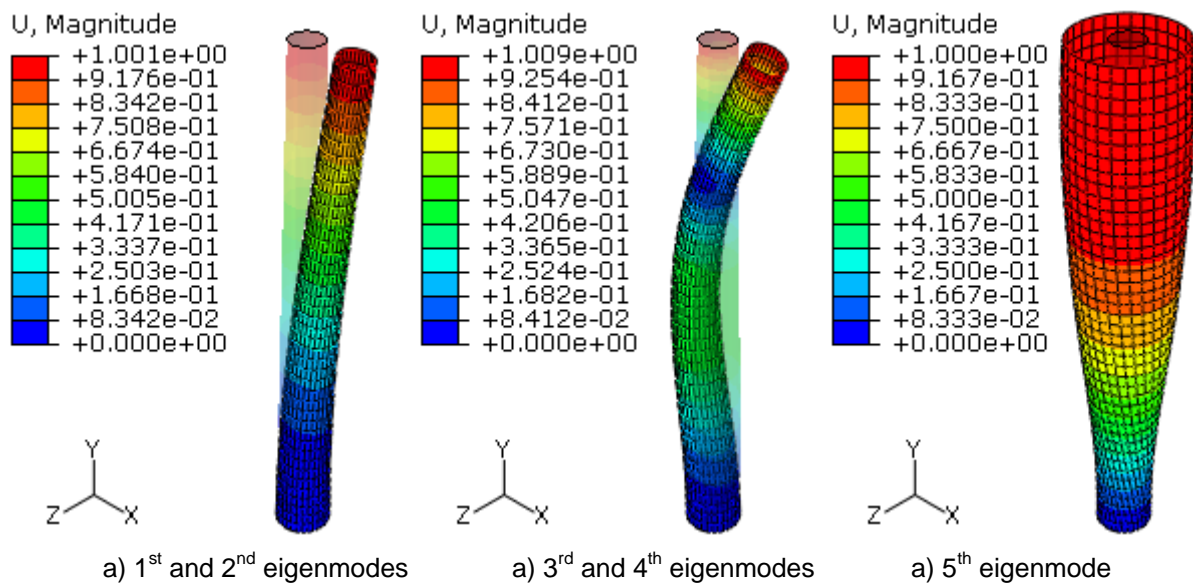 U, Magnitude
+1.001e+00
+9.176e-01
+8.342e-01
+7.508e-01
+6.674e-01
+5.840e-01
+5.005e-01
+4.171e-01
+3.337e-01
+2.503e-01
+1.668e-01
+8.342e-02
+0.000e+00
Y
Z
X
a) 1st and 2nd eigenmodes
U, Magnitude
+1.009e+00
+9.254e-01
+8.412e-01
+7.571e-01
+6.730e-01
+5.889e-01
+5.047e-01
+4.206e-01
+3.365e-01
+2.524e-01
+1.682e-01
+8.412e-02
+0.000e+00
Y
Z
X
a) 3rd and 4th eigenmodes
U, Magnitude
+1.000e+00
+9.167e-01
+8.333e-01
+7.500e-01
+6.667e-01
+5.833e-01
+5.000e-01
+4.167e-01
+3.333e-01
+2.500e-01
+1.667e-01
+8.333e-02
+0.000e+00
Y
Z
X
a) 5th eigenmode